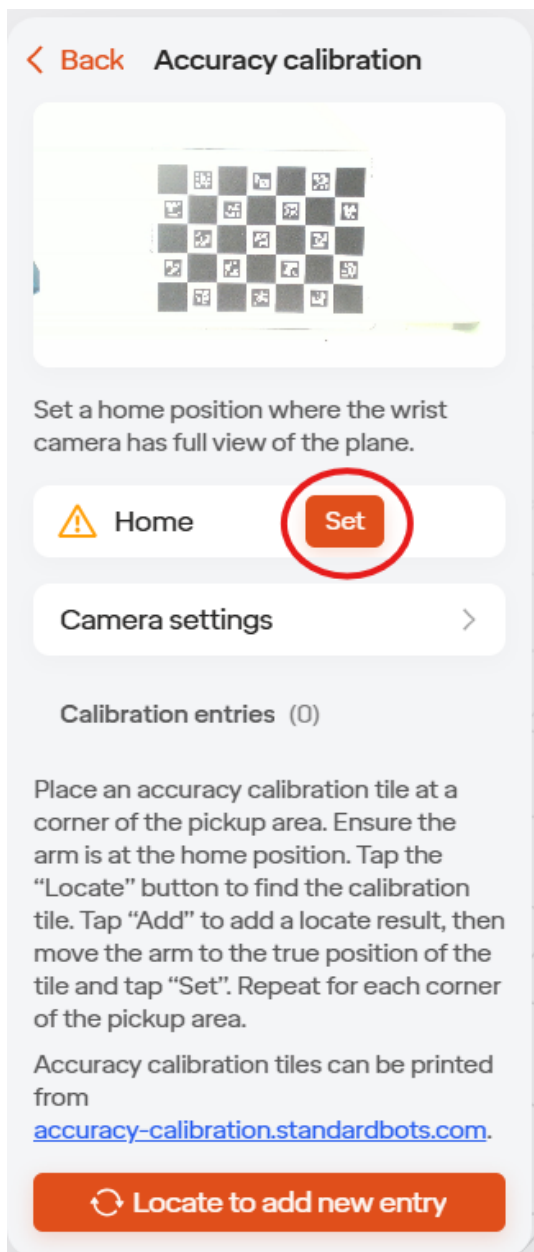 Back Accuracy calibration
Set a home position where the wrist
camera has full view of the plane.
Home Set
Camera settings
Calibration entries (0)
Place an accuracy calibration tile at a
corner of the pickup area. Ensure the
arm is at the home position. Tap the
“Locate” button to find the calibration
tile. Tap “Add” to add a locate result, then
move the arm to the true position of the
tile and tap “Set”. Repeat for each corner
of the pickup area.
Accuracy calibration tiles can be printed
from
accuracy-calibration.standardbots.com.
Locate to add new entry